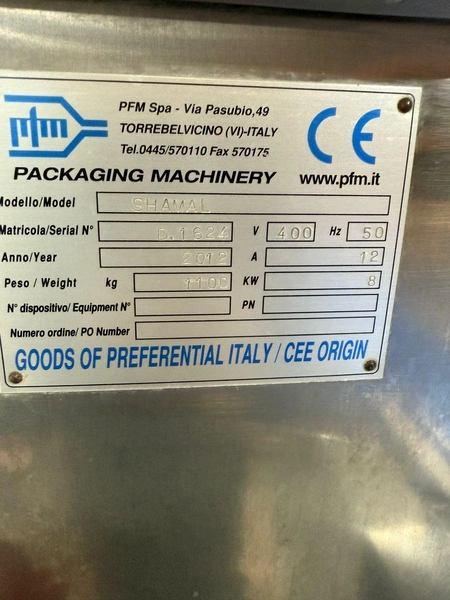 pfm
PFM Spa - Via Pasubio,49
TORREBELVICINO (VI)-ITALY
Tel.0445/570110 Fax 570175
CE
PACKAGING MACHINERY www.pfm.it
Modello/Model SHAMAL
Matricola/Serial N° D.1624 V 400 Hz 50
Anno/Year 2012 A 12
Peso / Weight kg 1100 KW 8
N° dispositivo/ Equipment N° PN
Numero ordine/ PO Number
GOODS OF PREFERENTIAL ITALY / CEE ORIGIN